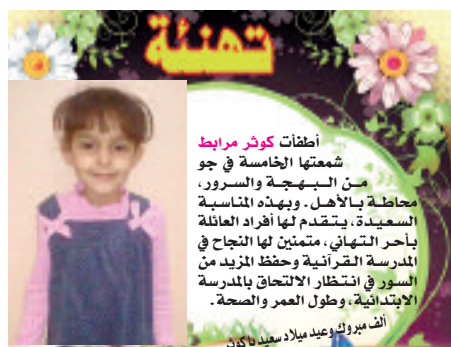 تهنئة
أطفأت كوثر مرابط
شمعتها الخامسة في جو
من البهجة والسرور،
محاطة بالأهل. وبهذه المناسبة
السعيدة، يتقدم لها أفراد العائلة
بأحر التهاني، متمنين لها النجاح في
المدرسة القرآنية وحفظ المزيد من
السور في انتظار الالتحاق بالمدرسة
الابتدائية، وطول العمر والصحة.
ألف مبروك وعيد ميلاد سعيد يا كوثر